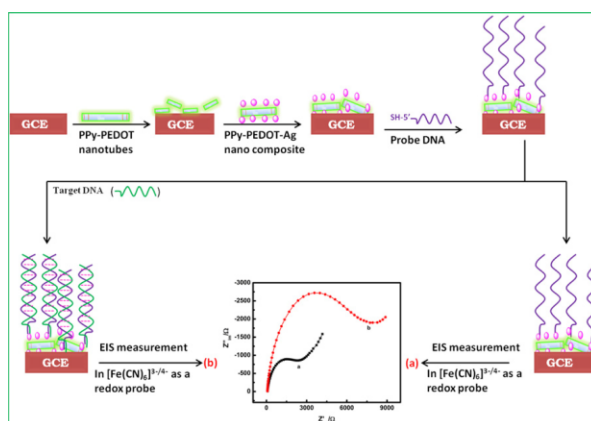 GCE
PPy-PEDOT
nanotubes
GCE
PPy-PEDOT-Ag
nano composite
GCE
SH-5'-
Probe DNA
GCE
Target DNA ( )
GCE
EIS measurement
In [Fe(CN)₆]³⁻/⁴⁻ as a
redox probe
(b)
-3000
-2500
-2000
-1500
-1000
-500
0
0 3000 6000 9000
a
b
(a)
EIS measurement
In [Fe(CN)₆]³⁻/⁴⁻ as a
redox probe
GCE